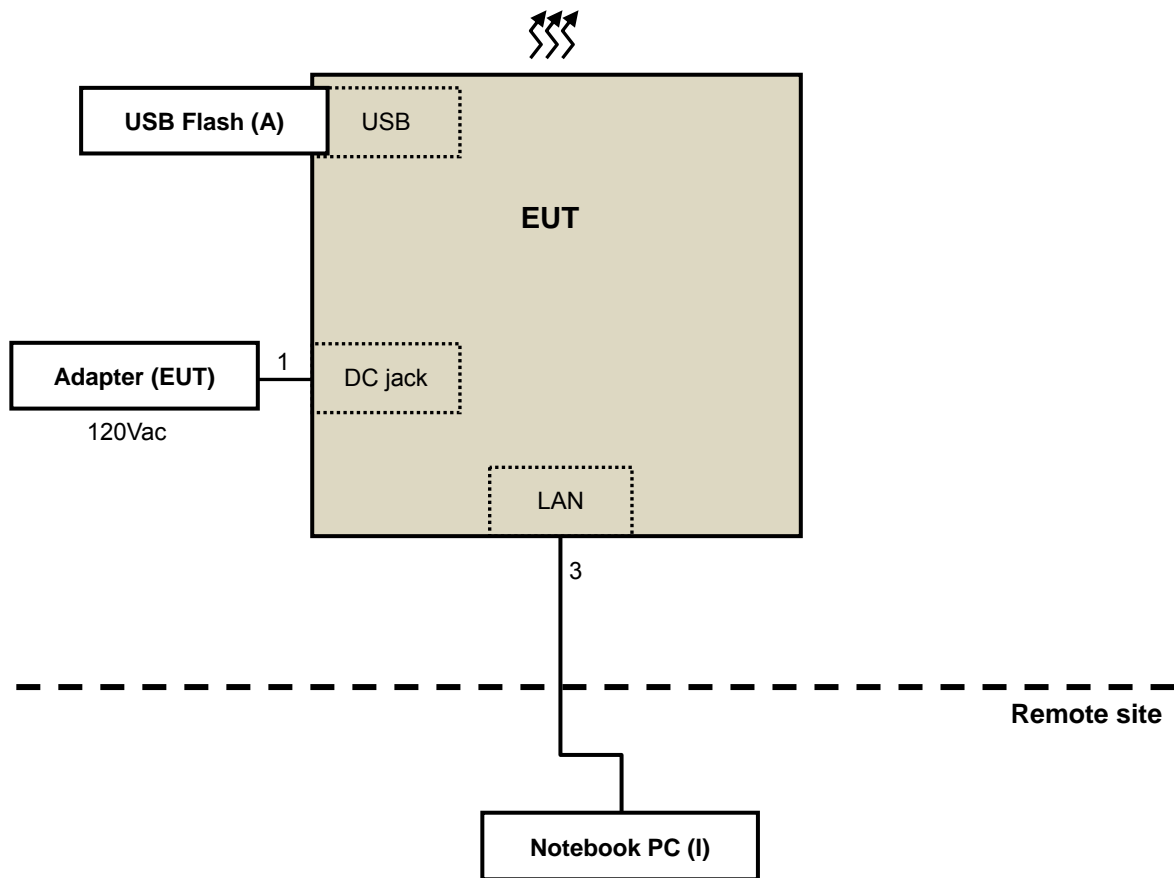 USB Flash (A)
USB
EUT
Adapter (EUT)
1
DC jack
120Vac
LAN
3
Remote site
Notebook PC (I)